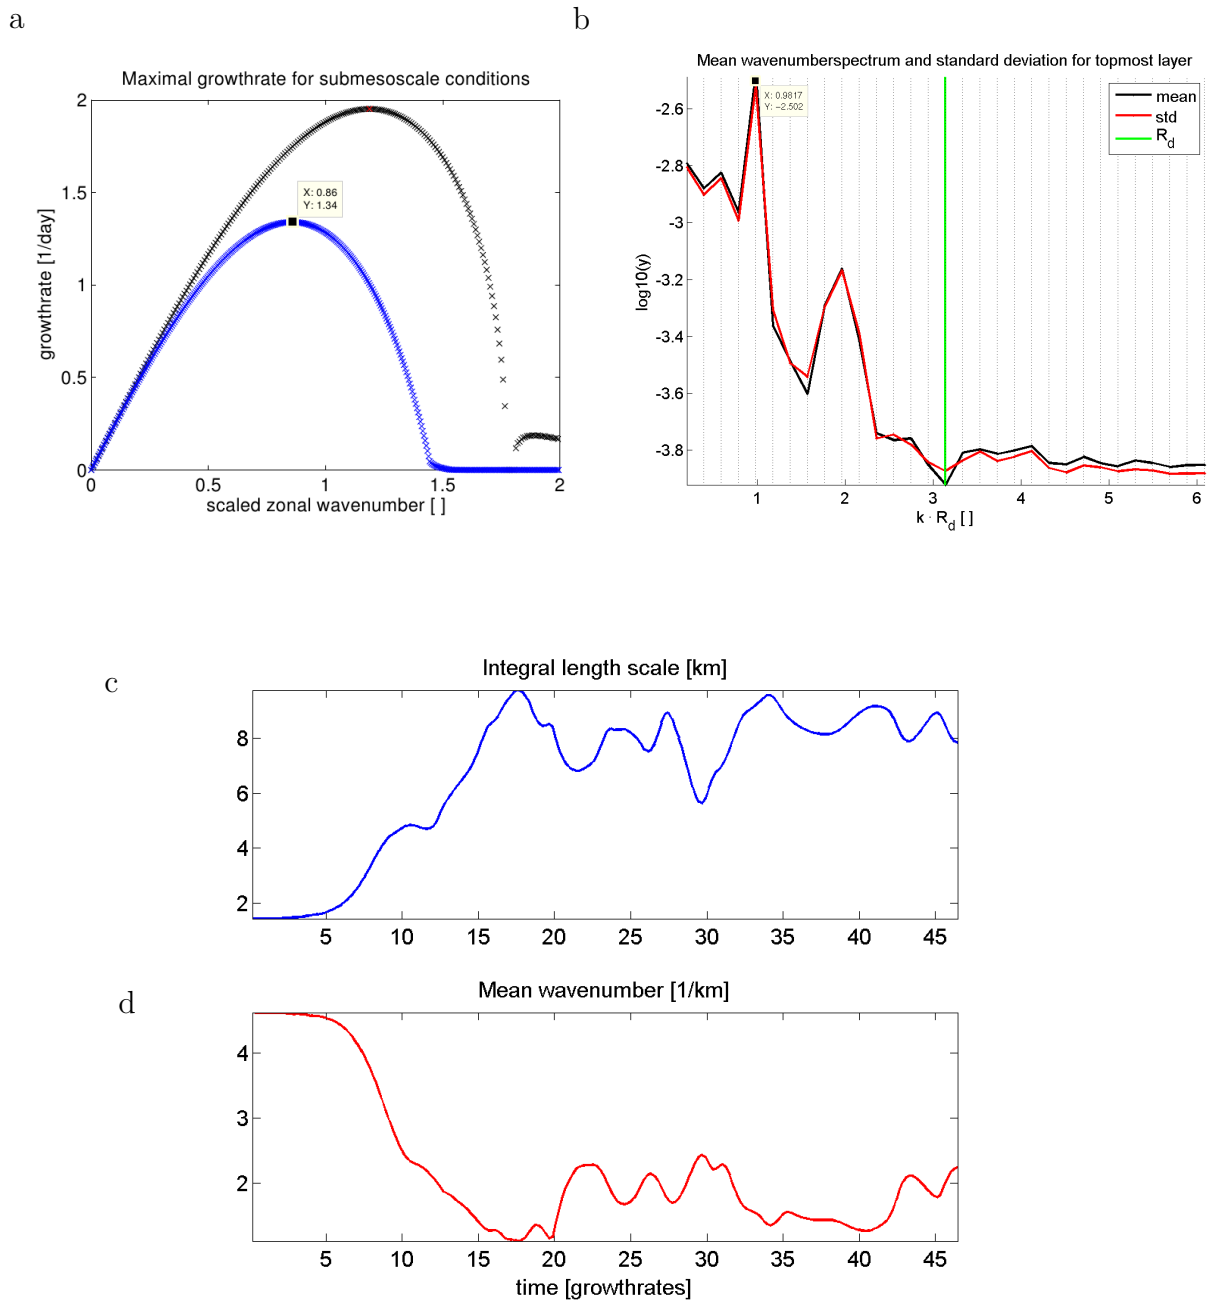 a
Maximal growthrate for submesoscale conditions
2
1.5
1
0.5
0
growthrate [1/day]
X: 0.86
Y: 1.34
0 0.5 1 1.5 2
scaled zonal wavenumber [ ]
b
Mean wavenumberspectrum and standard deviation for topmost layer
-2.6
-2.8
-3
-3.2
-3.4
-3.6
-3.8
log10(y)
X: 0.9817
Y: −2.502
mean
std
R_d
1 2 3 4 5 6
k · R_d [ ]
c
Integral length scale [km]
8
6
4
2
5 10 15 20 25 30 35 40 45
d
Mean wavenumber [1/km]
4
3
2
5 10 15 20 25 30 35 40 45
time [growthrates]